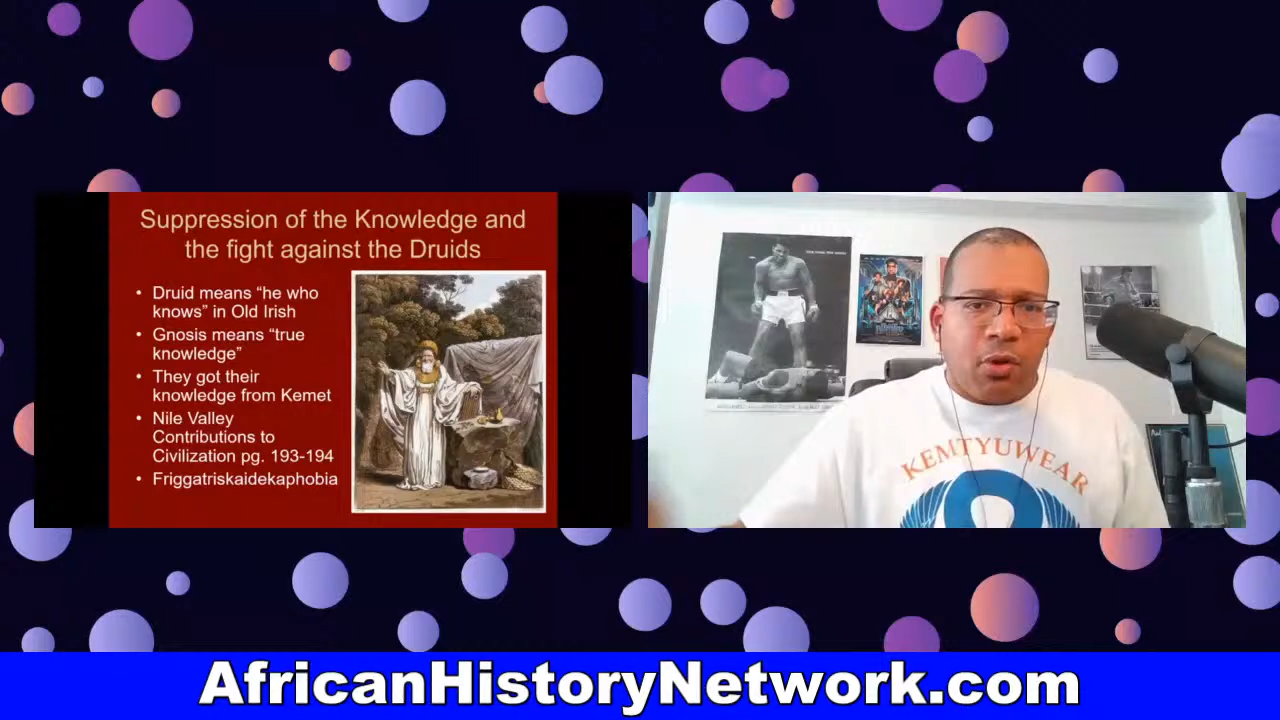 Suppression of the Knowledge and
the fight against the Druids
• Druid means “he who
knows” in Old Irish
• Gnosis means “true
knowledge”
• They got their
knowledge from Kemet
• Nile Valley
Contributions to
Civilization pg. 193-194
• Friggatriskaidekaphobia
KEMTYUWEAR
AfricanHistoryNetwork.com